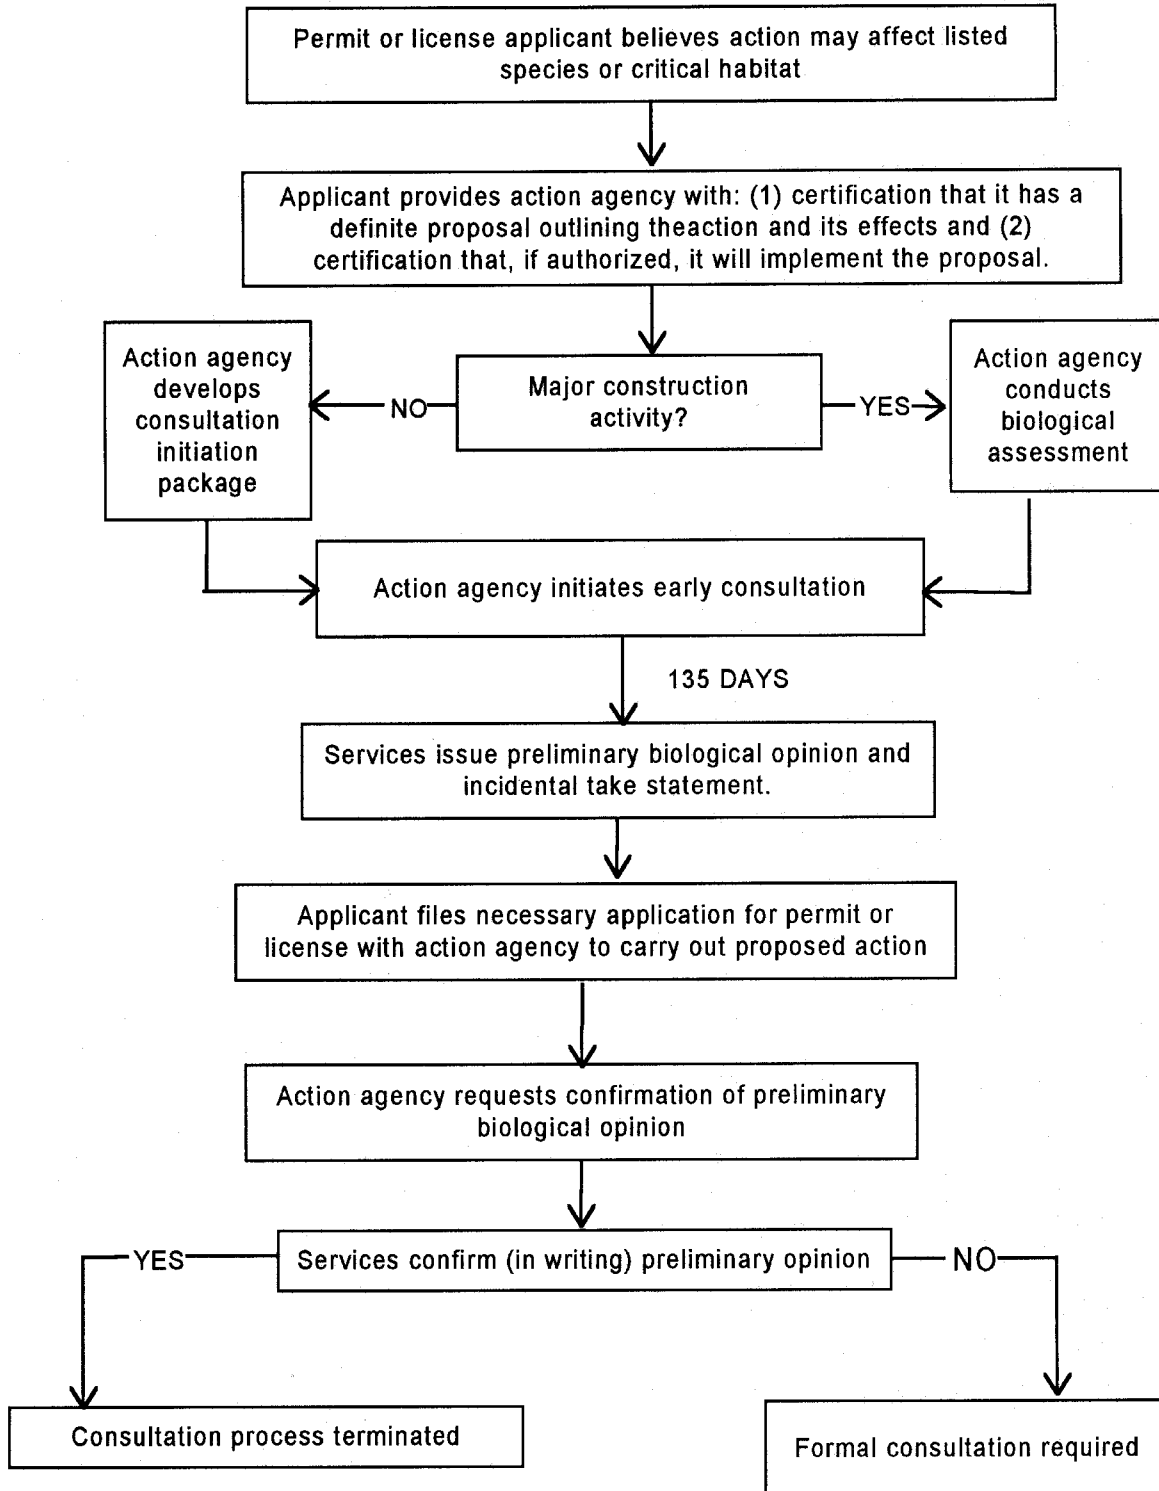 Permit or license applicant believes action may affect listed
species or critical habitat
Applicant provides action agency with: (1) certification that it has a
definite proposal outlining theaction and its effects and (2)
certification that, if authorized, it will implement the proposal.
Action agency
develops
consultation
initiation
package
NO
Major construction
activity?
YES
Action agency
conducts
biological
assessment
Action agency initiates early consultation
135 DAYS
Services issue preliminary biological opinion and
incidental take statement.
Applicant files necessary application for permit or
license with action agency to carry out proposed action
Action agency requests confirmation of preliminary
biological opinion
YES
Services confirm (in writing) preliminary opinion
NO
Consultation process terminated
Formal consultation required